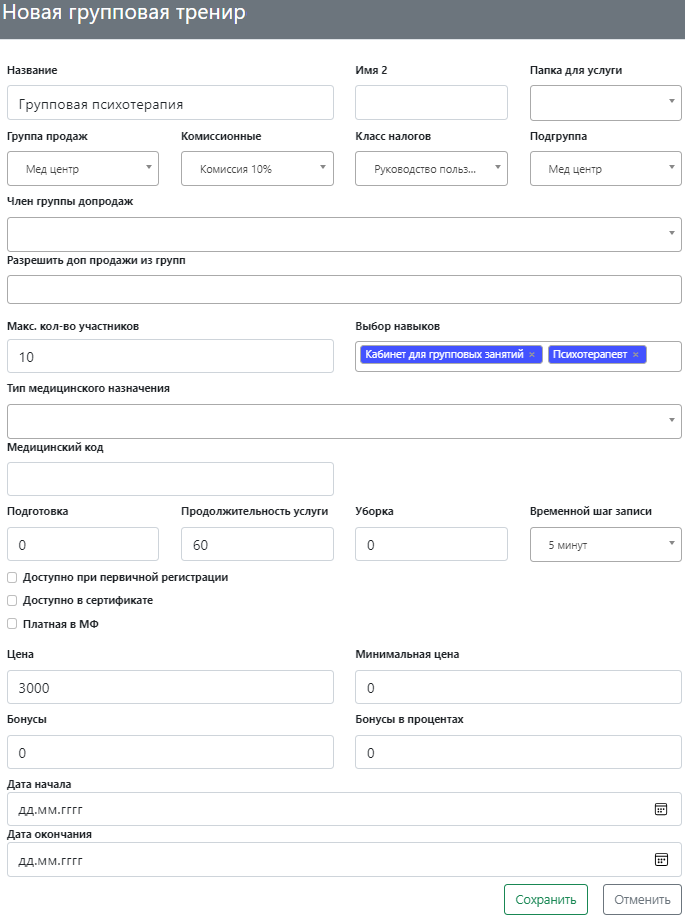 Новая групповая тренир
Название Имя 2 Папка для услуги
Групповая психотерапия
Группа продаж Комиссионные Класс налогов Подгруппа
Мед центр Комиссия 10% Руководство польз... Мед центр
Член группы допродаж
Разрешить доп продажи из групп
Макс. кол-во участников Выбор навыков
10 Кабинет для групповых занятий × Психотерапевт ×
Тип медицинского назначения
Медицинский код
Подготовка Продолжительность услуги Уборка Временной шаг записи
0 60 0 5 минут
Доступно при первичной регистрации
Доступно в сертификате
Платная в МФ
Цена Минимальная цена
3000 0
Бонусы Бонусы в процентах
0 0
Дата начала
дд.мм.гггг
Дата окончания
дд.мм.гггг
Сохранить Отменить